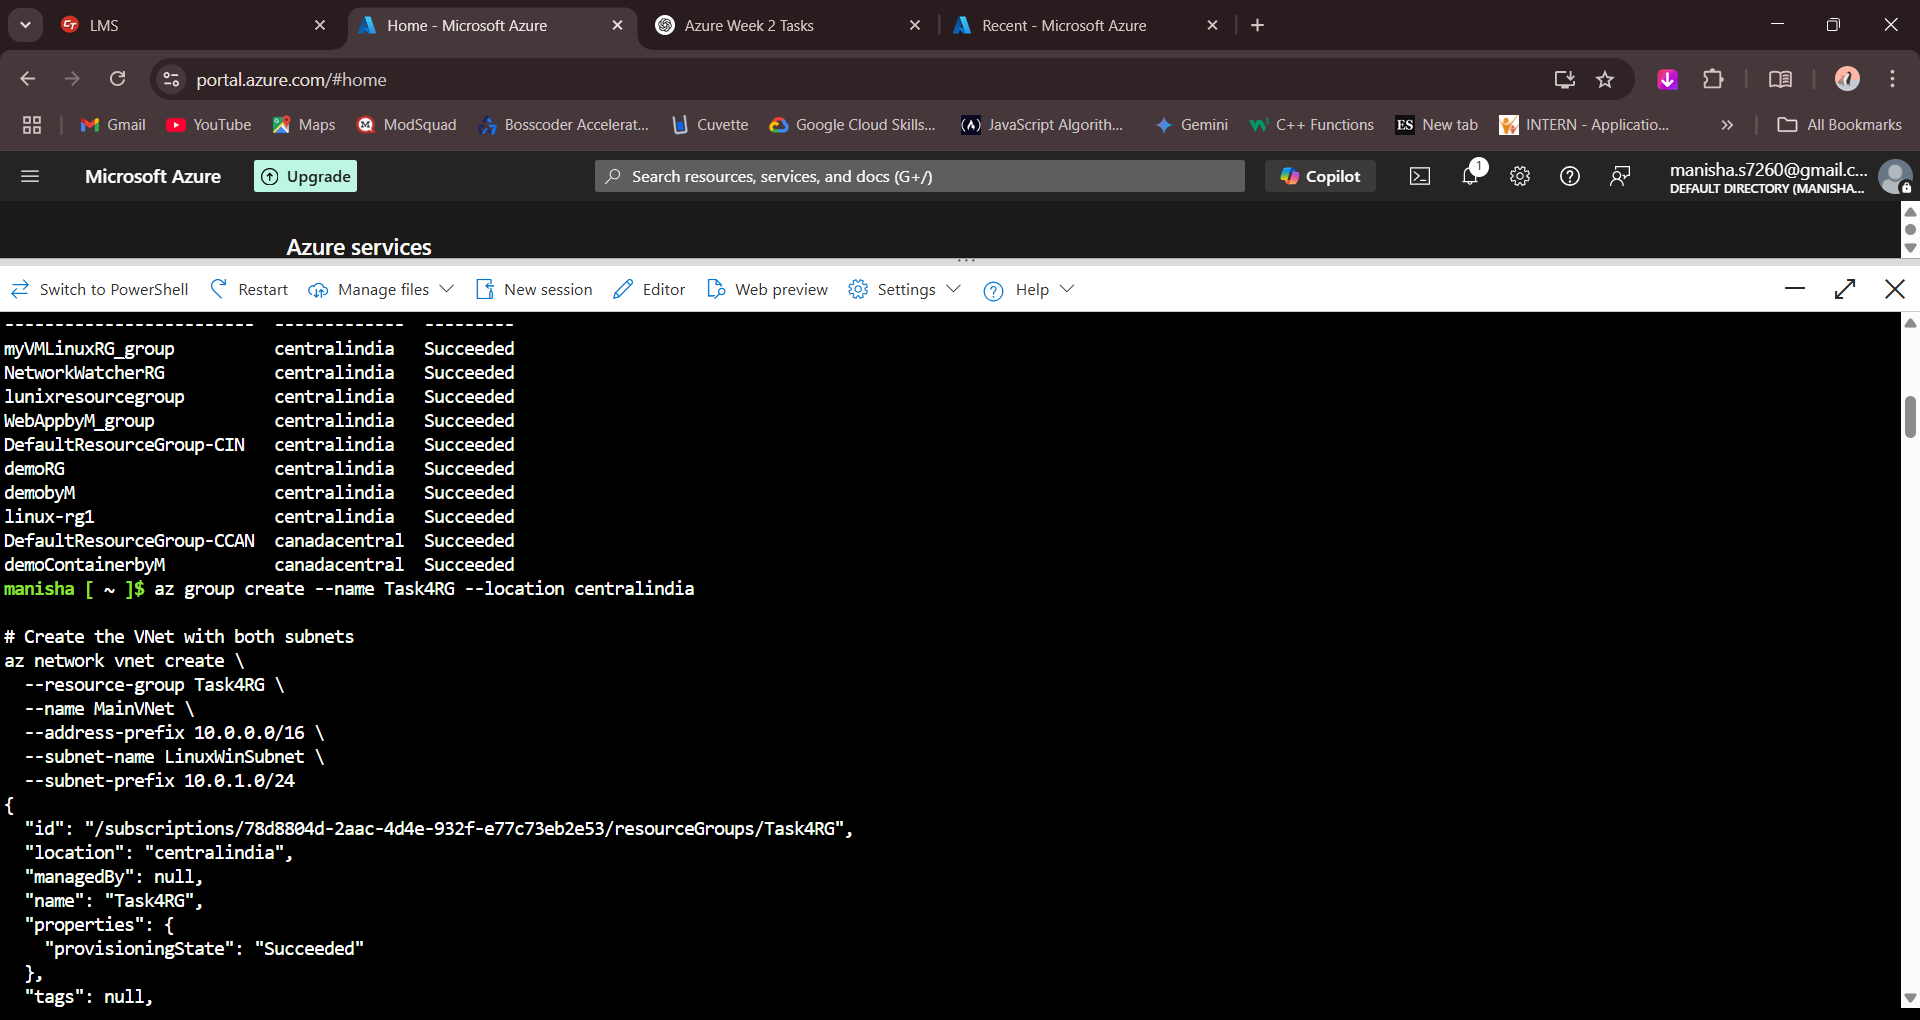 LMS
Home - Microsoft Azure
Azure Week 2 Tasks
Recent - Microsoft Azure
portal.azure.com/#home
Gmail
YouTube
Maps
ModSquad
Bosscoder Accelerat...
Cuvette
Google Cloud Skills...
JavaScript Algorith...
Gemini
C++ Functions
ES New tab
INTERN - Applicatio...
All Bookmarks
Microsoft Azure
Upgrade
Search resources, services, and docs (G+/)
Copilot
1
manisha.s7260@gmail.c...
DEFAULT DIRECTORY (MANISHA...
Azure services
Switch to PowerShell
Restart
Manage files
New session
Editor
Web preview
Settings
Help
------------------------- ------------- ---------
myVMLinuxRG_group centralindia Succeeded
NetworkWatcherRG centralindia Succeeded
lunixresourcegroup centralindia Succeeded
WebAppbyM_group centralindia Succeeded
DefaultResourceGroup-CIN centralindia Succeeded
demoRG centralindia Succeeded
demobyM centralindia Succeeded
linux-rg1 centralindia Succeeded
DefaultResourceGroup-CCAN canadacentral Succeeded
demoContainerbyM canadacentral Succeeded
manisha [ ~ ]$ az group create --name Task4RG --location centralindia
# Create the VNet with both subnets
az network vnet create \
--resource-group Task4RG \
--name MainVNet \
--address-prefix 10.0.0.0/16 \
--subnet-name LinuxWinSubnet \
--subnet-prefix 10.0.1.0/24
{
"id": "/subscriptions/78d8804d-2aac-4d4e-932f-e77c73eb2e53/resourceGroups/Task4RG",
"location": "centralindia",
"managedBy": null,
"name": "Task4RG",
"properties": {
"provisioningState": "Succeeded"
},
"tags": null,